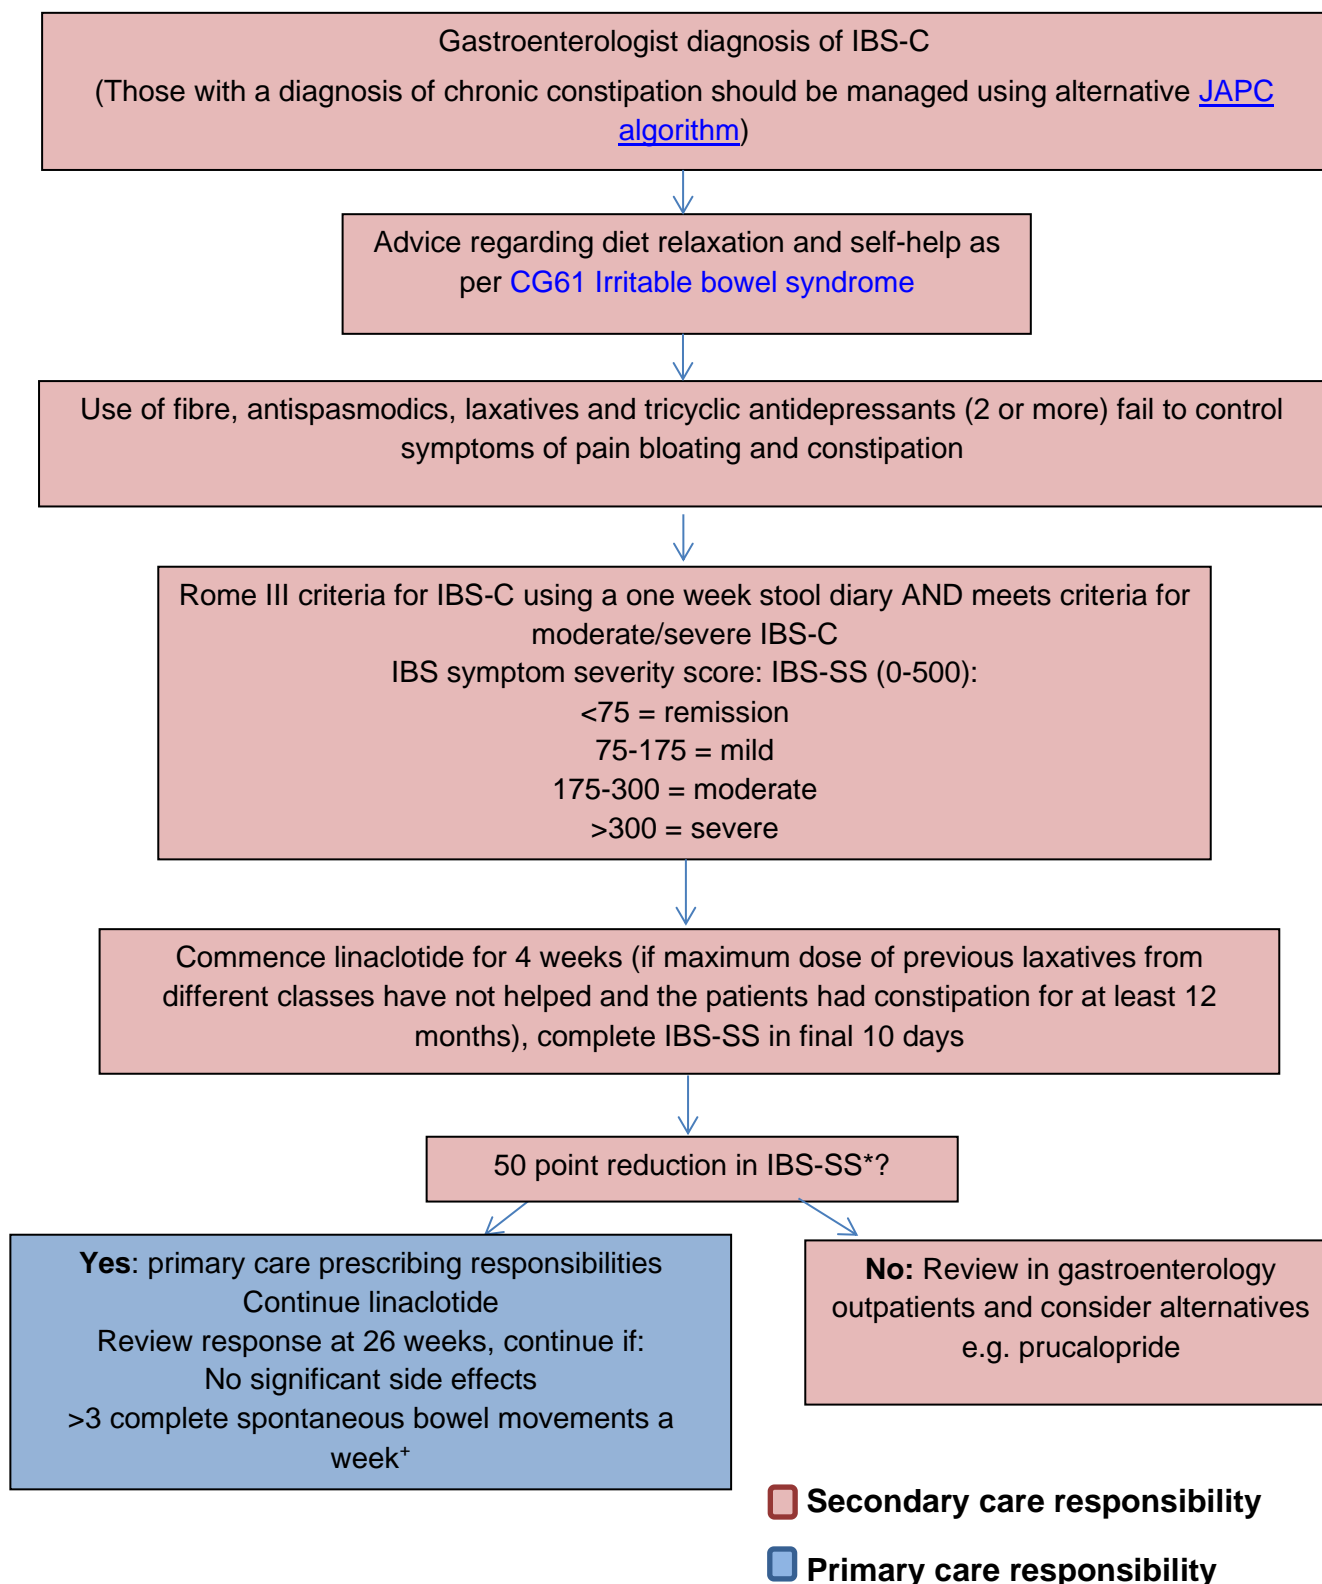 Gastroenterologist diagnosis of IBS-C
(Those with a diagnosis of chronic constipation should be managed using alternative JAPC
algorithm)
Advice regarding diet relaxation and self-help as
per CG61 Irritable bowel syndrome
Use of fibre, antispasmodics, laxatives and tricyclic antidepressants (2 or more) fail to control
symptoms of pain bloating and constipation
Rome III criteria for IBS-C using a one week stool diary AND meets criteria for
moderate/severe IBS-C
IBS symptom severity score: IBS-SS (0-500):
<75 = remission
75-175 = mild
175-300 = moderate
>300 = severe
Commence linaclotide for 4 weeks (if maximum dose of previous laxatives from
different classes have not helped and the patients had constipation for at least 12
months), complete IBS-SS in final 10 days
50 point reduction in IBS-SS*?
Yes: primary care prescribing responsibilities
Continue linaclotide
Review response at 26 weeks, continue if:
No significant side effects
>3 complete spontaneous bowel movements a
week⁺
No: Review in gastroenterology
outpatients and consider alternatives
e.g. prucalopride
Secondary care responsibility
Primary care responsibility